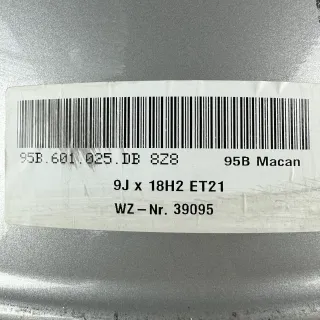 95B.601.025.DB 8Z8 95B Macan
9J x 18H2 ET21
WZ-Nr. 39095